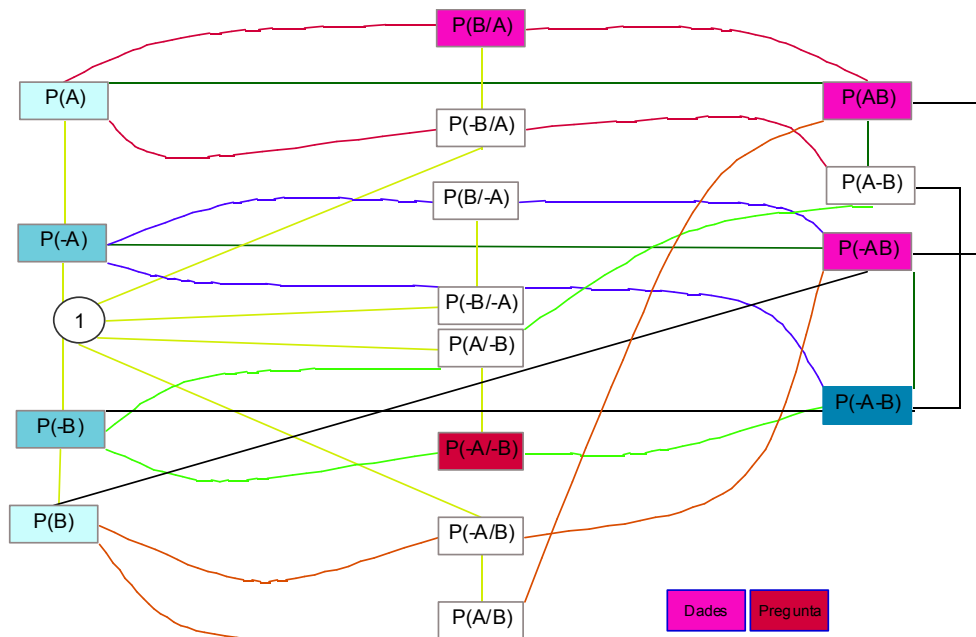 P(B/A)
P(A)
P(AB)
P(-B/A)
P(A-B)
P(B/-A)
P(-A)
P(-AB)
P(-B/-A)
1
P(A/-B)
P(-A-B)
P(-B)
P(-A/-B)
P(B)
P(-A/B)
P(A/B)
Dades
Pregunta